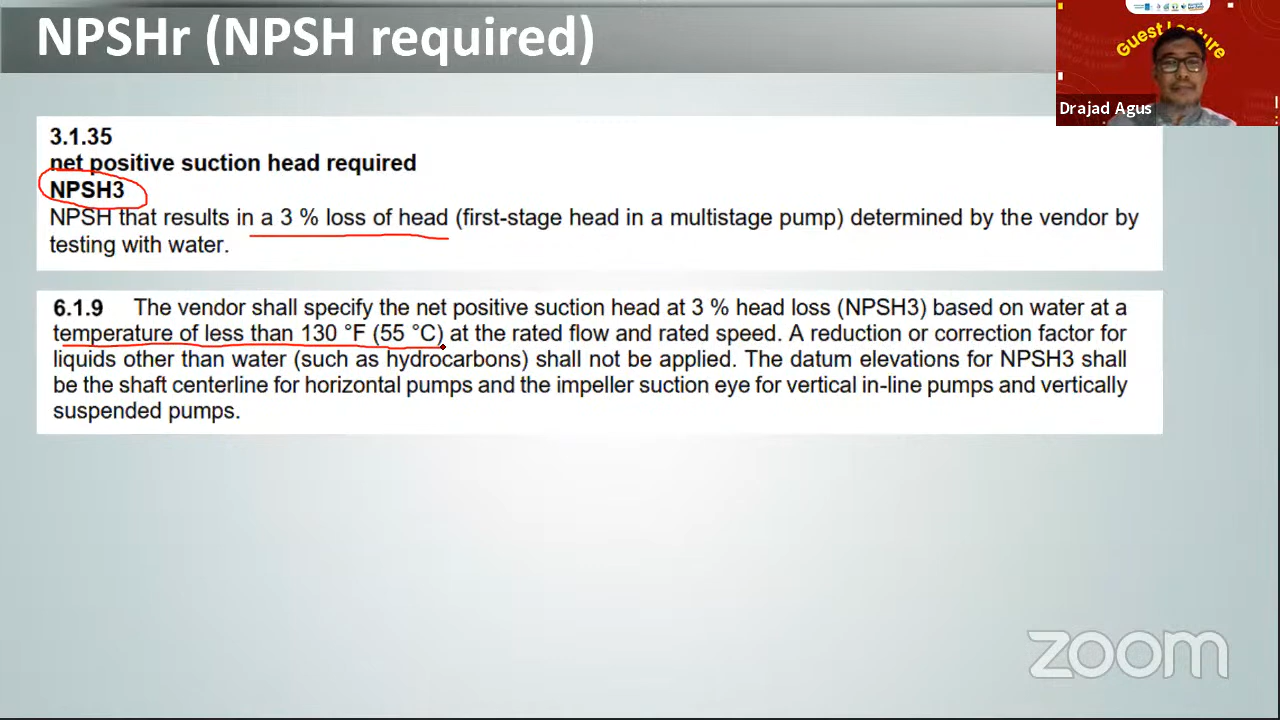 NPSHr (NPSH required)
Guest Lecture
Drajad Agus
3.1.35
net positive suction head required
NPSH3
NPSH that results in a 3 % loss of head (first-stage head in a multistage pump) determined by the vendor by
testing with water.
6.1.9 The vendor shall specify the net positive suction head at 3 % head loss (NPSH3) based on water at a
temperature of less than 130 °F (55 °C) at the rated flow and rated speed. A reduction or correction factor for
liquids other than water (such as hydrocarbons) shall not be applied. The datum elevations for NPSH3 shall
be the shaft centerline for horizontal pumps and the impeller suction eye for vertical in-line pumps and vertically
suspended pumps.
zoom